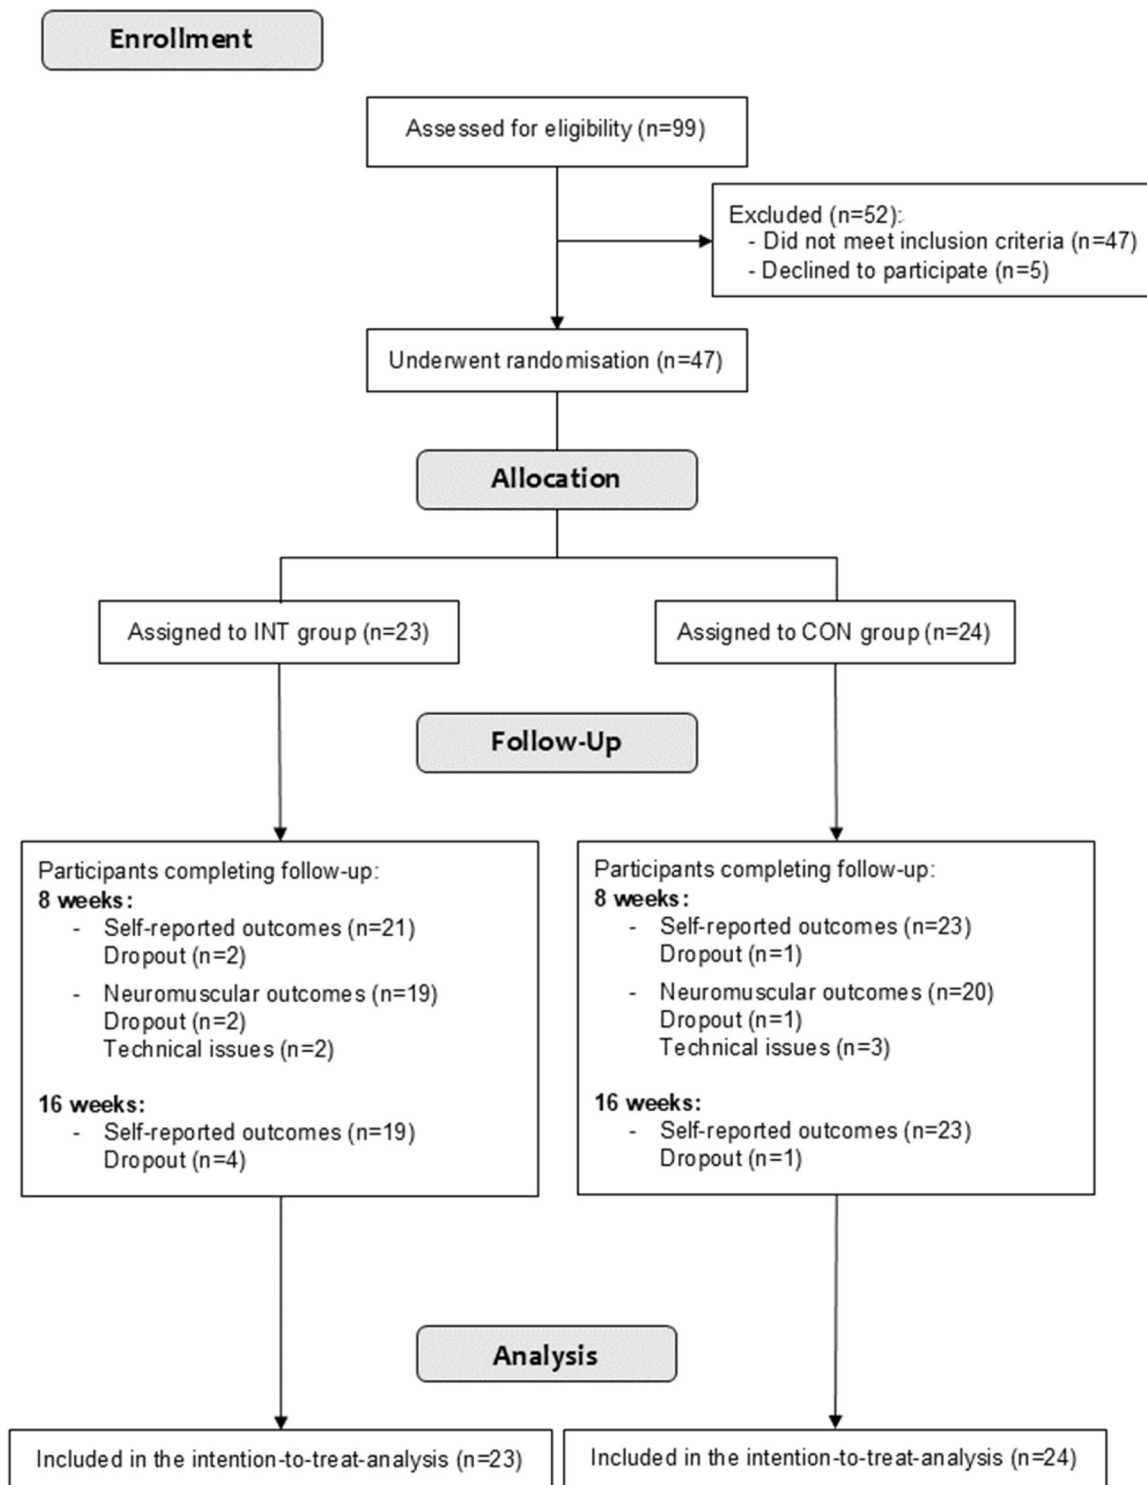 Enrollment
Assessed for eligibility (n=99)
Excluded (n=52):
- Did not meet inclusion criteria (n=47)
- Declined to participate (n=5)
Underwent randomisation (n=47)
Allocation
Assigned to INT group (n=23)
Assigned to CON group (n=24)
Follow-Up
Participants completing follow-up:
8 weeks:
- Self-reported outcomes (n=21)
Dropout (n=2)
- Neuromuscular outcomes (n=19)
Dropout (n=2)
Technical issues (n=2)
16 weeks:
- Self-reported outcomes (n=19)
Dropout (n=4)
Participants completing follow-up:
8 weeks:
- Self-reported outcomes (n=23)
Dropout (n=1)
- Neuromuscular outcomes (n=20)
Dropout (n=1)
Technical issues (n=3)
16 weeks:
- Self-reported outcomes (n=23)
Dropout (n=1)
Analysis
Included in the intention-to-treat-analysis (n=23)
Included in the intention-to-treat-analysis (n=24)